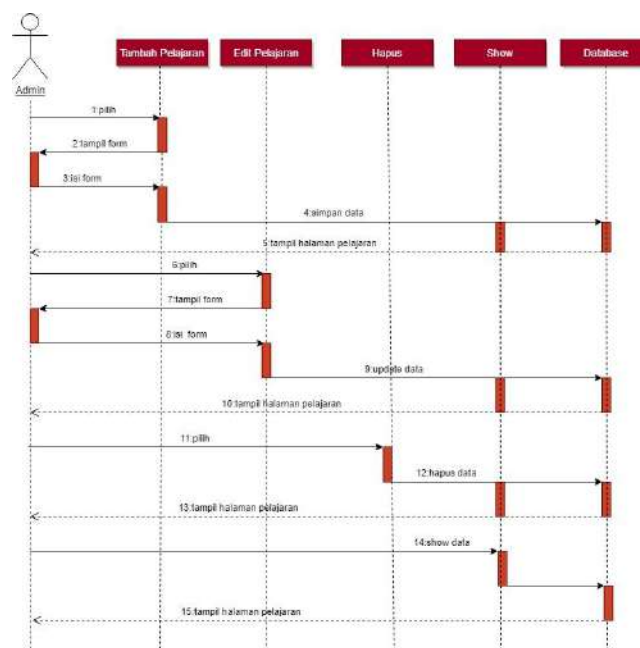 Tambah Pelajaran
Edit Pelajaran
Hapus
Show
Database
Admin
1:pilih
2:tampil form
3:isi form
4:simpan data
5:tampil halaman pelajaran
6:pilih
7:tampil form
8:isi form
9:update data
10:tampil halaman pelajaran
11:pilih
12:hapus data
13:tampil halaman pelajaran
14:show data
15:tampil halaman pelajaran